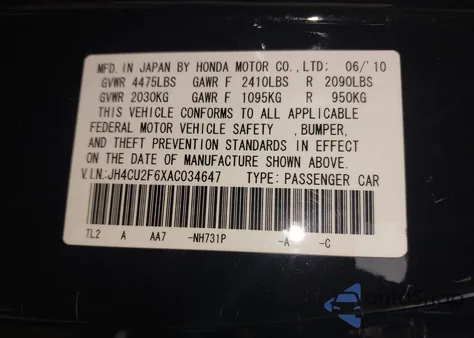 MFD. IN JAPAN BY HONDA MOTOR CO.,LTD: 06/'10
GVWR 4475LBS GAWR F 2410LBS R 2090LBS
GVWR 2030KG GAWR F 1095KG R 950KG
THIS VEHICLE CONFORMS TO ALL APPLICABLE
FEDERAL MOTOR VEHICLE SAFETY ,BUMPER,
AND THEFT PREVENTION STANDARDS IN EFFECT
ON THE DATE OF MANUFACTURE SHOWN ABOVE.
V.I.N.:JH4CU2F6XAC034647 TYPE: PASSENGER CAR
TL2 A AA7 -NH731P -A -C